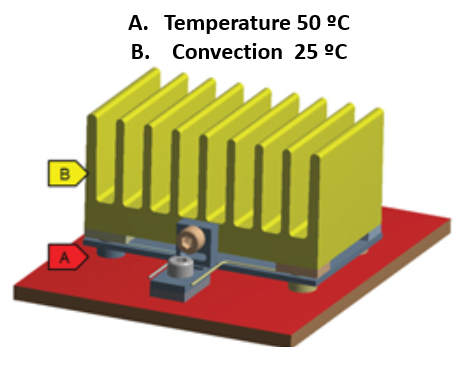 A. Temperature 50 ºC
B. Convection 25 ºC
B
A